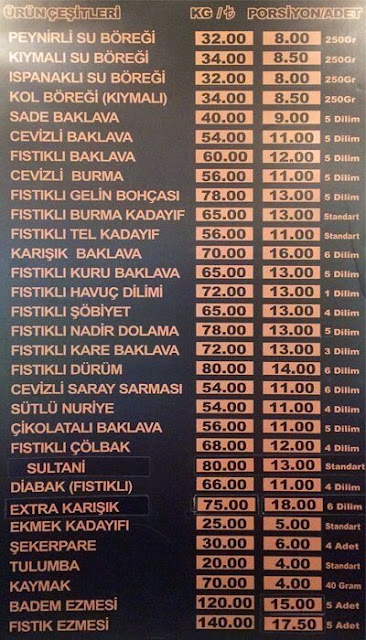 ÜRÜN ÇEŞİTLERİ KG / ₺ PORSİYON/ADET
PEYNİRLİ SU BÖREĞİ 32.00 8.00 250Gr
KIYMALI SU BÖREĞİ 34.00 8.50 250Gr
ISPANAKLI SU BÖREĞİ 32.00 8.00 250Gr
KOL BÖREĞİ (KIYMALI) 34.00 8.50 250Gr
SADE BAKLAVA 40.00 9.00 5 Dilim
CEVİZLİ BAKLAVA 54.00 11.00 5 Dilim
FISTIKLI BAKLAVA 60.00 12.00 5 Dilim
CEVİZLİ BURMA 56.00 11.00 5 Dilim
FISTIKLI GELİN BOHÇASI 78.00 13.00 5 Dilim
FISTIKLI BURMA KADAYIF 65.00 13.00 Standart
FISTIKLI TEL KADAYIF 56.00 11.00 Standart
KARIŞIK BAKLAVA 70.00 16.00 6 Dilim
FISTIKLI KURU BAKLAVA 65.00 13.00 5 Dilim
FISTIKLI HAVUÇ DİLİMİ 72.00 13.00 1 Dilim
FISTIKLI ŞÖBİYET 65.00 13.00 4 Dilim
FISTIKLI NADİR DOLAMA 78.00 13.00 5 Dilim
FISTIKLI KARE BAKLAVA 72.00 13.00 3 Dilim
FISTIKLI DÜRÜM 80.00 14.00 6 Dilim
CEVİZLİ SARAY SARMASI 54.00 11.00 6 Dilim
SÜTLÜ NURİYE 54.00 11.00 4 Dilim
ÇİKOLATALI BAKLAVA 56.00 11.00 5 Dilim
FISTIKLI ÇÖLBAK 68.00 12.00 4 Dilim
SULTANİ 80.00 13.00 Standart
DİABAK (FISTIKLI) 66.00 11.00 4 Dilim
EXTRA KARIŞIK 75.00 18.00 6 Dilim
EKMEK KADAYIFI 25.00 5.00 Standart
ŞEKERPARE 30.00 6.00 4 Adet
TULUMBA 20.00 4.00 Standart
KAYMAK 70.00 4.00 40 Gram
BADEM EZMESİ 120.00 15.00 5 Adet
FISTIK EZMESİ 140.00 17.50 5 Adet